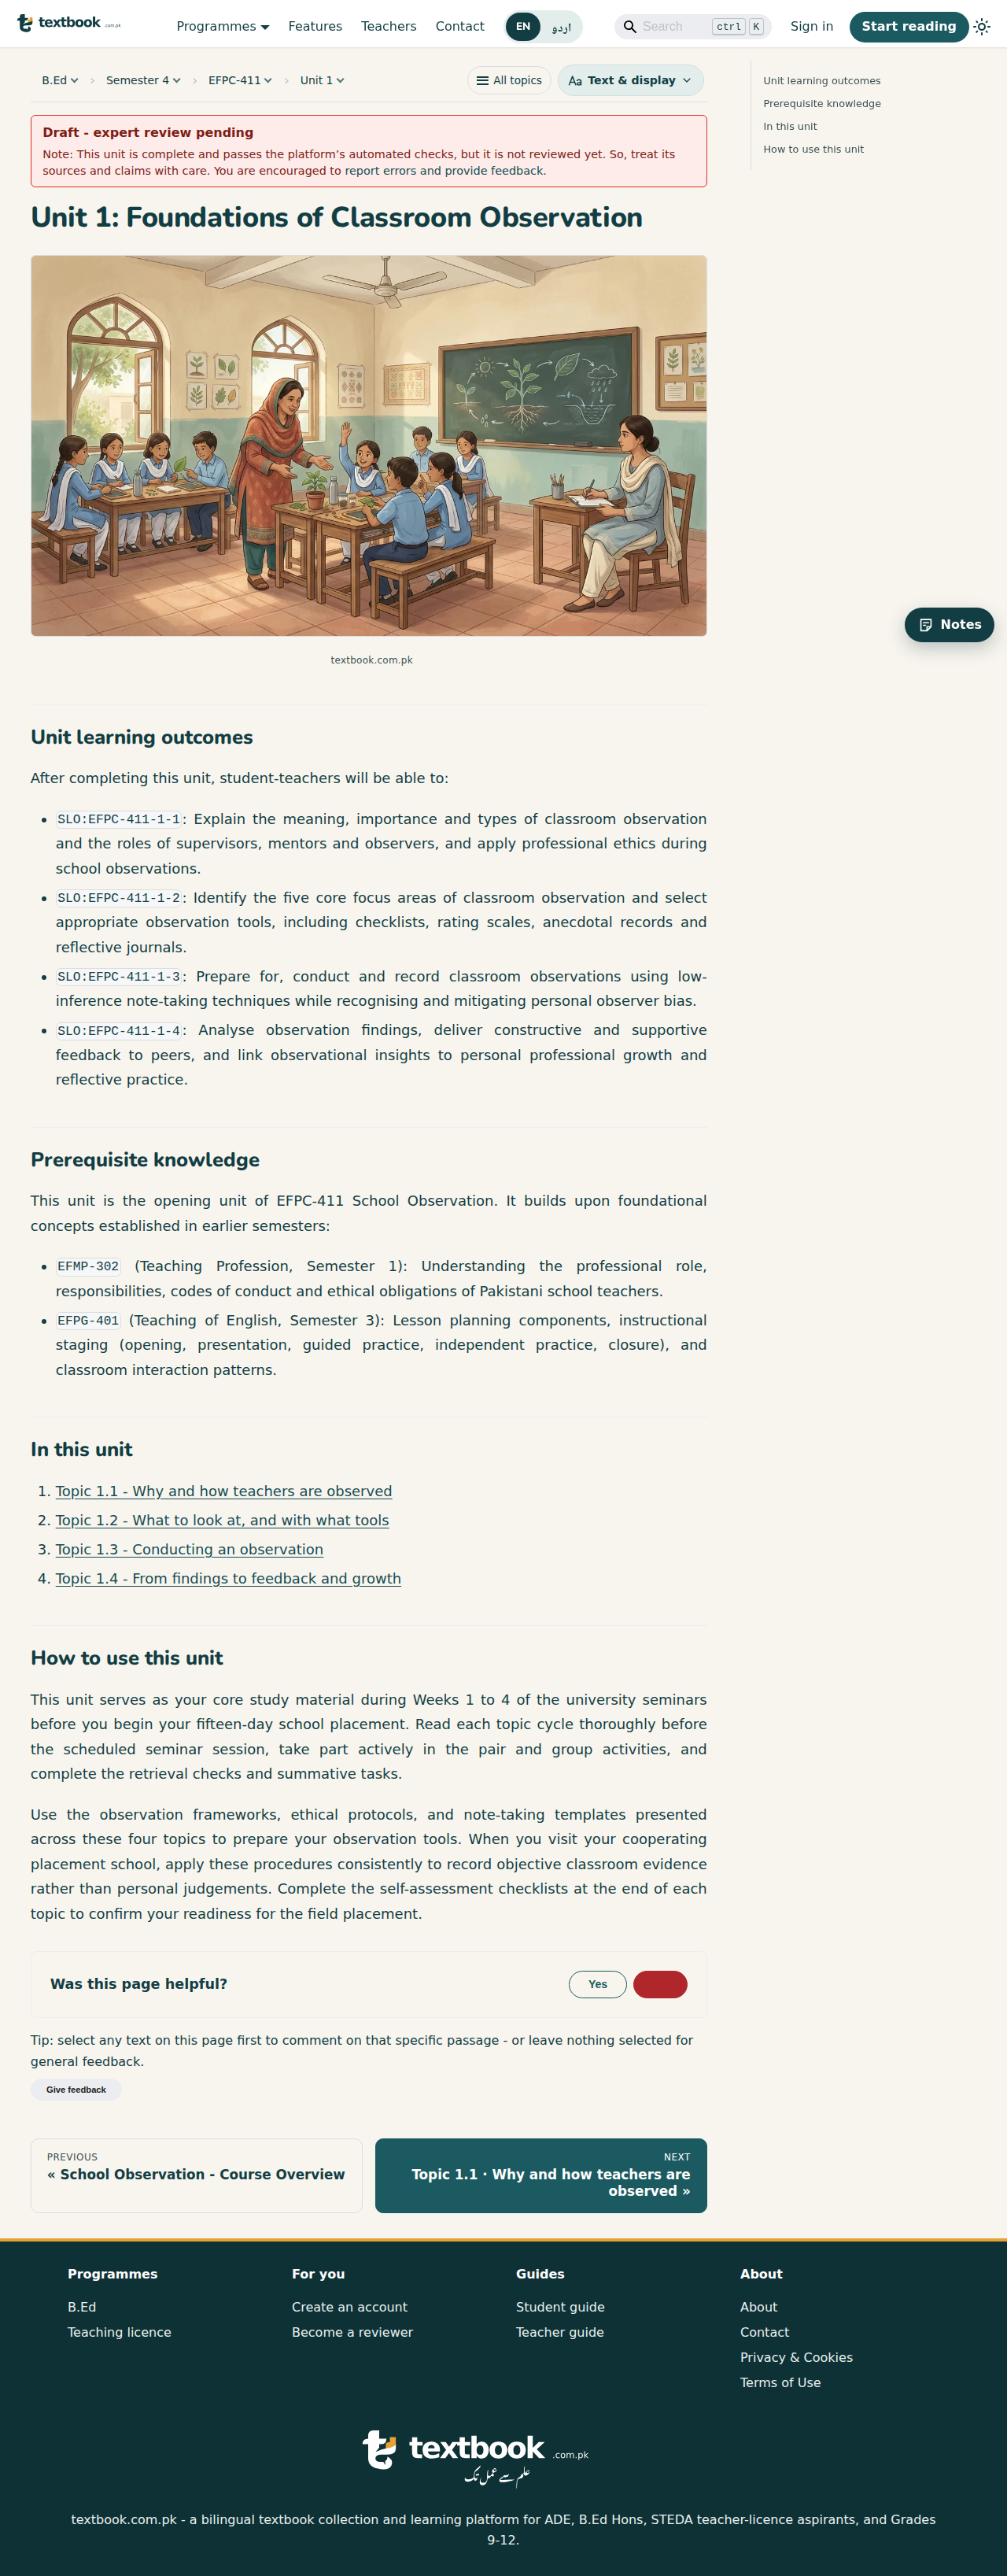 textbook .com.pk
Programmes Features Teachers Contact EN اردو Search ctrl K Sign in Start reading
B.Ed › Semester 4 › EFPC-411 › Unit 1
All topics Aa Text & display
Unit learning outcomes
Prerequisite knowledge
In this unit
How to use this unit
Draft - expert review pending
Note: This unit is complete and passes the platform’s automated checks, but it is not reviewed yet. So, treat its
sources and claims with care. You are encouraged to report errors and provide feedback.
Unit 1: Foundations of Classroom Observation
Notes
textbook.com.pk
Unit learning outcomes
After completing this unit, student-teachers will be able to:
• SLO:EFPC-411-1-1: Explain the meaning, importance and types of classroom observation
and the roles of supervisors, mentors and observers, and apply professional ethics during
school observations.
• SLO:EFPC-411-1-2: Identify the five core focus areas of classroom observation and select
appropriate observation tools, including checklists, rating scales, anecdotal records and
reflective journals.
• SLO:EFPC-411-1-3: Prepare for, conduct and record classroom observations using low-
inference note-taking techniques while recognising and mitigating personal observer bias.
• SLO:EFPC-411-1-4: Analyse observation findings, deliver constructive and supportive
feedback to peers, and link observational insights to personal professional growth and
reflective practice.
Prerequisite knowledge
This unit is the opening unit of EFPC-411 School Observation. It builds upon foundational
concepts established in earlier semesters:
• EFMP-302 (Teaching Profession, Semester 1): Understanding the professional role,
responsibilities, codes of conduct and ethical obligations of Pakistani school teachers.
• EFPG-401 (Teaching of English, Semester 3): Lesson planning components, instructional
staging (opening, presentation, guided practice, independent practice, closure), and
classroom interaction patterns.
In this unit
1. Topic 1.1 - Why and how teachers are observed
2. Topic 1.2 - What to look at, and with what tools
3. Topic 1.3 - Conducting an observation
4. Topic 1.4 - From findings to feedback and growth
How to use this unit
This unit serves as your core study material during Weeks 1 to 4 of the university seminars
before you begin your fifteen-day school placement. Read each topic cycle thoroughly before
the scheduled seminar session, take part actively in the pair and group activities, and
complete the retrieval checks and summative tasks.
Use the observation frameworks, ethical protocols, and note-taking templates presented
across these four topics to prepare your observation tools. When you visit your cooperating
placement school, apply these procedures consistently to record objective classroom evidence
rather than personal judgements. Complete the self-assessment checklists at the end of each
topic to confirm your readiness for the field placement.
Was this page helpful? Yes
Tip: select any text on this page first to comment on that specific passage - or leave nothing selected for
general feedback.
Give feedback
PREVIOUS
« School Observation - Course Overview
NEXT
Topic 1.1 · Why and how teachers are
observed »
Programmes
B.Ed
Teaching licence
For you
Create an account
Become a reviewer
Guides
Student guide
Teacher guide
About
About
Contact
Privacy & Cookies
Terms of Use
textbook .com.pk
علم سے عمل تک
textbook.com.pk - a bilingual textbook collection and learning platform for ADE, B.Ed Hons, STEDA teacher-licence aspirants, and Grades
9-12.